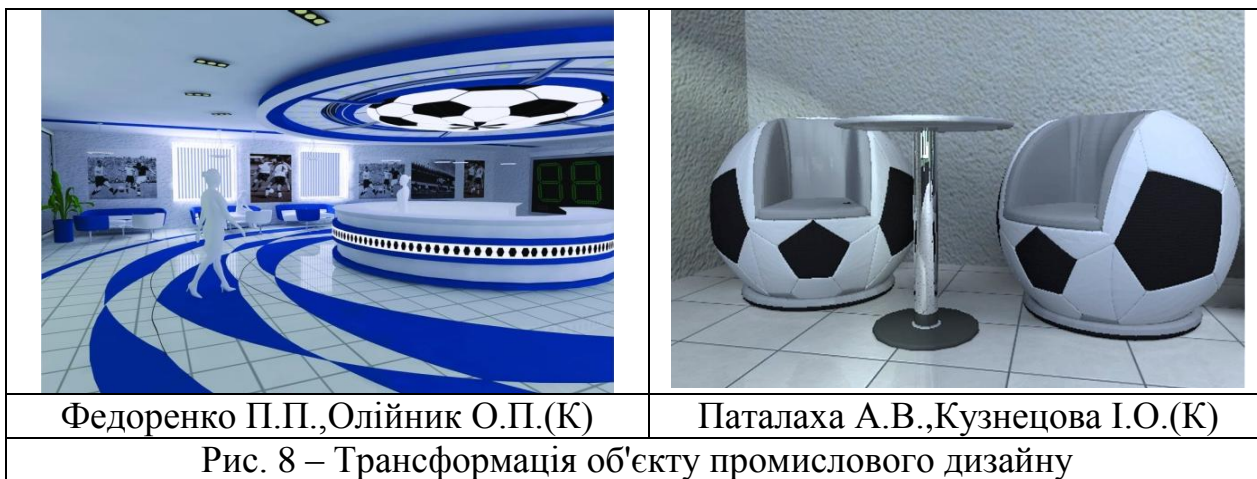 Федоренко П.П.,Олійник О.П.(К)
Паталаха А.В.,Кузнецова І.О.(К)
Рис. 8 – Трансформація об'єкту промислового дизайну